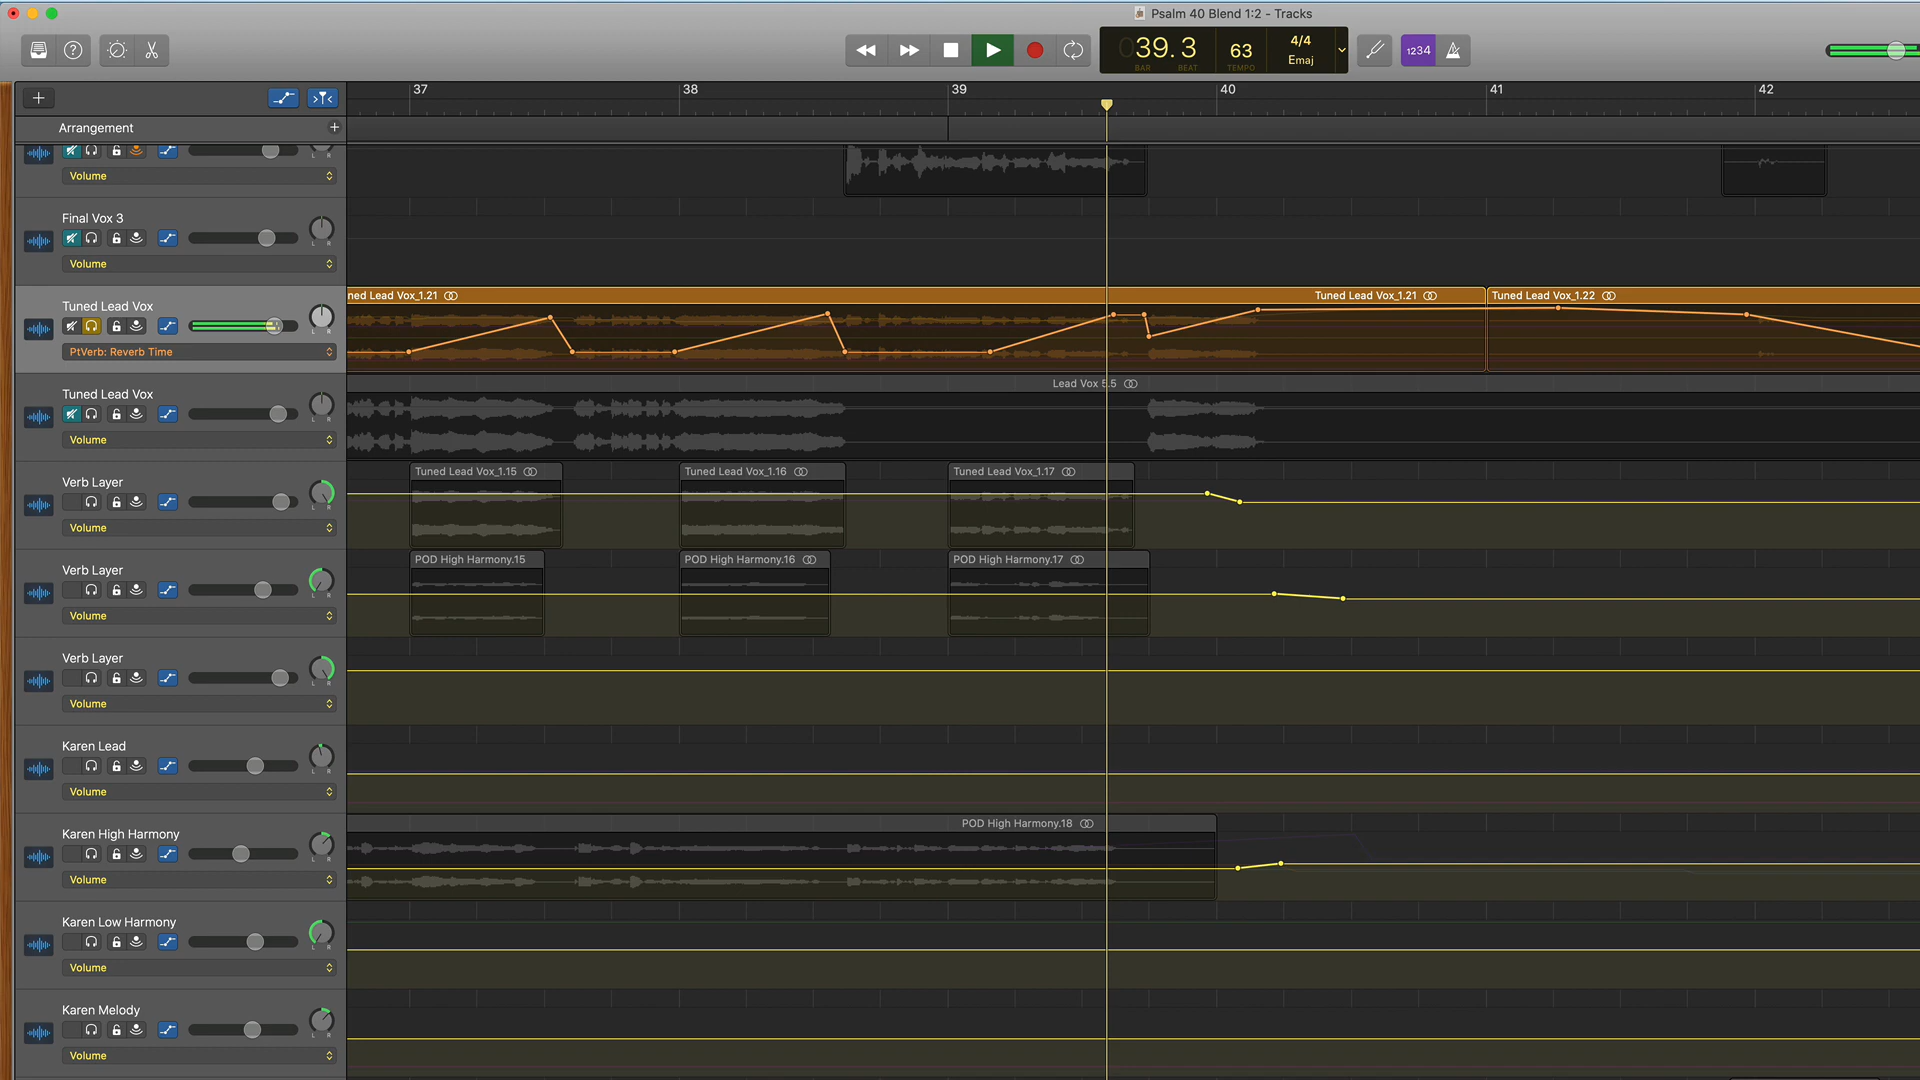 Psalm 40 Blend 1:2 - Tracks
039.3
BAR BEAT
63
TEMPO
4/4
Emaj
1234
37 38 39 40 41 42
Arrangement
Volume
Final Vox 3
L R
Volume
Tuned Lead Vox
L R
PtVerb: Reverb Time
ned Lead Vox_1.21
Tuned Lead Vox_1.21
Tuned Lead Vox_1.22
Tuned Lead Vox
L R
Volume
Lead Vox 5.5
Verb Layer
L R
Volume
Tuned Lead Vox_1.15
Tuned Lead Vox_1.16
Tuned Lead Vox_1.17
Verb Layer
L R
Volume
POD High Harmony.15
POD High Harmony.16
POD High Harmony.17
Verb Layer
L R
Volume
Karen Lead
L R
Volume
Karen High Harmony
L R
Volume
POD High Harmony.18
Karen Low Harmony
L R
Volume
Karen Melody
L R
Volume